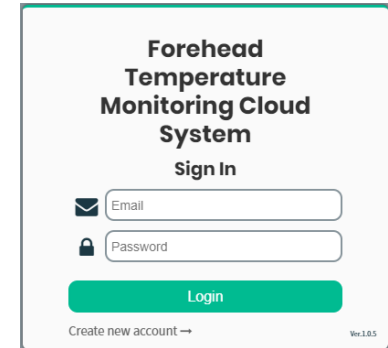 Forehead
Temperature
Monitoring Cloud
System
Sign In
Email
Password
Login
Create new account →
Ver.1.0.5